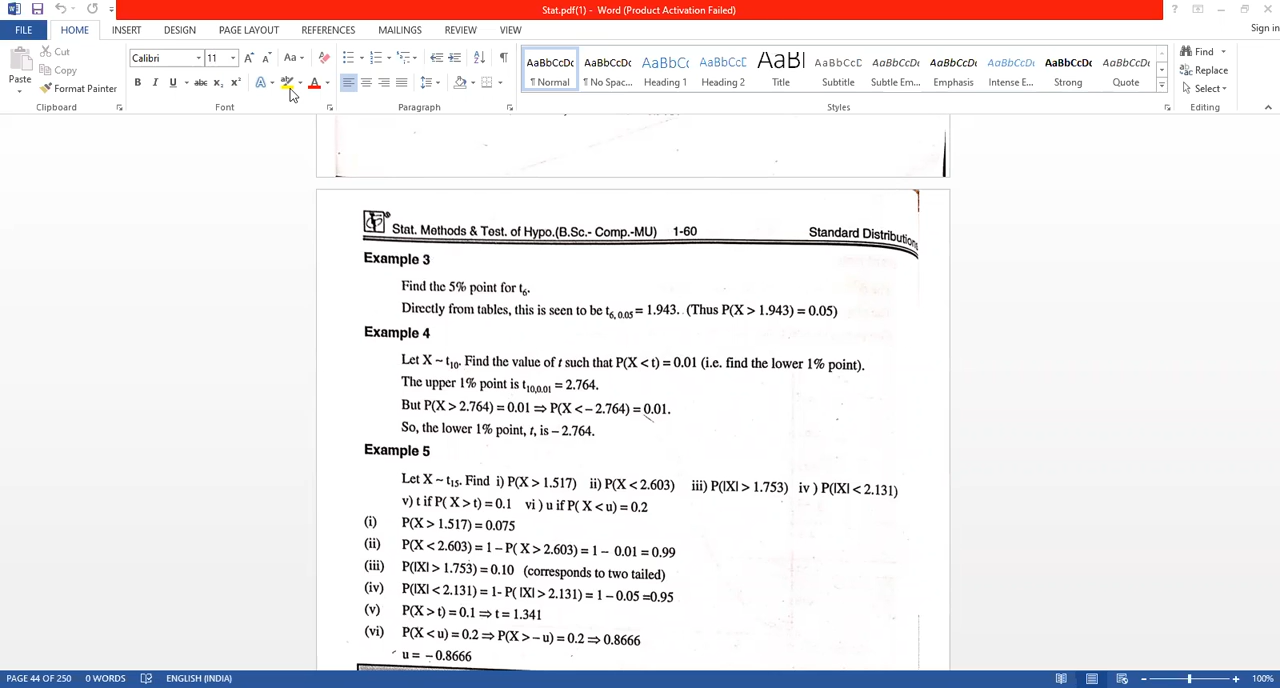 Stat.pdf(1) - Word (Product Activation Failed)
FILE HOME INSERT DESIGN PAGE LAYOUT REFERENCES MAILINGS REVIEW VIEW Sign in
Paste Cut Copy Format Painter Clipboard
Calibri 11 Aa B I U abc x₂ x² A ab A Font
Paragraph
AaBbCcDc AaBbCcDc AaBbCc AaBbCcD AaBl AaBbCcDc AaBbCcDc AaBbCcDc AaBbCcDc AaBbCcDc AaBbCcDc
¶ Normal ¶ No Spac... Heading 1 Heading 2 Title Subtitle Subtle Em... Emphasis Intense E... Strong Quote
Styles
Find Replace Select Editing
Stat. Methods & Test. of Hypo.(B.Sc.- Comp.-MU) 1-60 Standard Distributions
Example 3
Find the 5% point for t₆.
Directly from tables, this is seen to be t₆, ₀.₀₅ = 1.943. (Thus P(X > 1.943) = 0.05)
Example 4
Let X ~ t₁₀. Find the value of t such that P(X < t) = 0.01 (i.e. find the lower 1% point).
The upper 1% point is t₁₀,₀.₀₁ = 2.764.
But P(X > 2.764) = 0.01 ⇒ P(X < – 2.764) = 0.01.
So, the lower 1% point, t, is – 2.764.
Example 5
Let X ~ t₁₅. Find i) P(X > 1.517) ii) P(X < 2.603) iii) P(|X| > 1.753) iv ) P(|X| < 2.131)
v) t if P( X > t) = 0.1 vi ) u if P( X < u) = 0.2
(i) P(X > 1.517) = 0.075
(ii) P(X < 2.603) = 1 – P( X > 2.603) = 1 – 0.01 = 0.99
(iii) P(|X| > 1.753) = 0.10 (corresponds to two tailed)
(iv) P(|X| < 2.131) = 1- P( |X| > 2.131) = 1 – 0.05 =0.95
(v) P(X > t) = 0.1 ⇒ t = 1.341
(vi) P(X < u) = 0.2 ⇒ P(X > – u) = 0.2 ⇒ 0.8666
u = – 0.8666
PAGE 44 OF 250 0 WORDS ENGLISH (INDIA) 100%